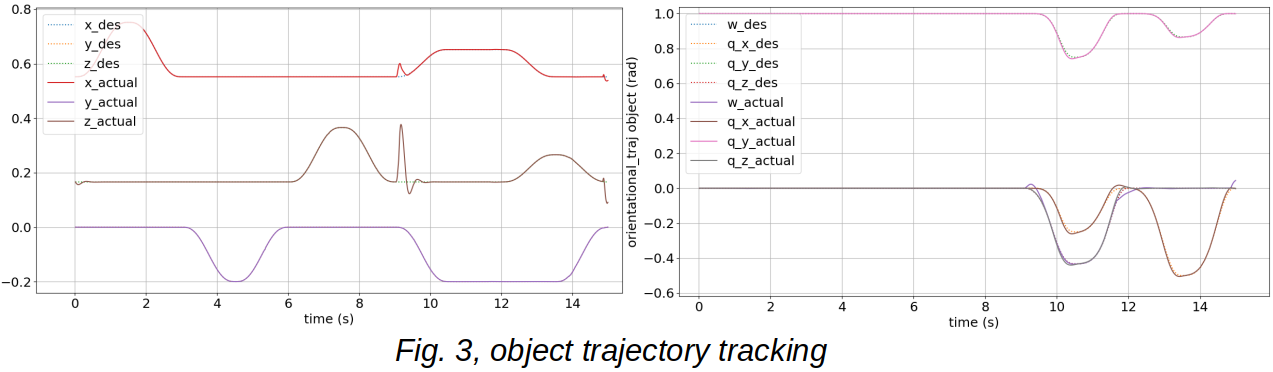 0.8
0.6
0.4
0.2
0.0
−0.2
x_des
y_des
z_des
x_actual
y_actual
z_actual
0 2 4 6 8 10 12 14
time (s)
orientational_traj object (rad)
1.0
0.8
0.6
0.4
0.2
0.0
−0.2
−0.4
−0.6
w_des
q_x_des
q_y_des
q_z_des
w_actual
q_x_actual
q_y_actual
q_z_actual
0 2 4 6 8 10 12 14
time (s)
Fig. 3, object trajectory tracking